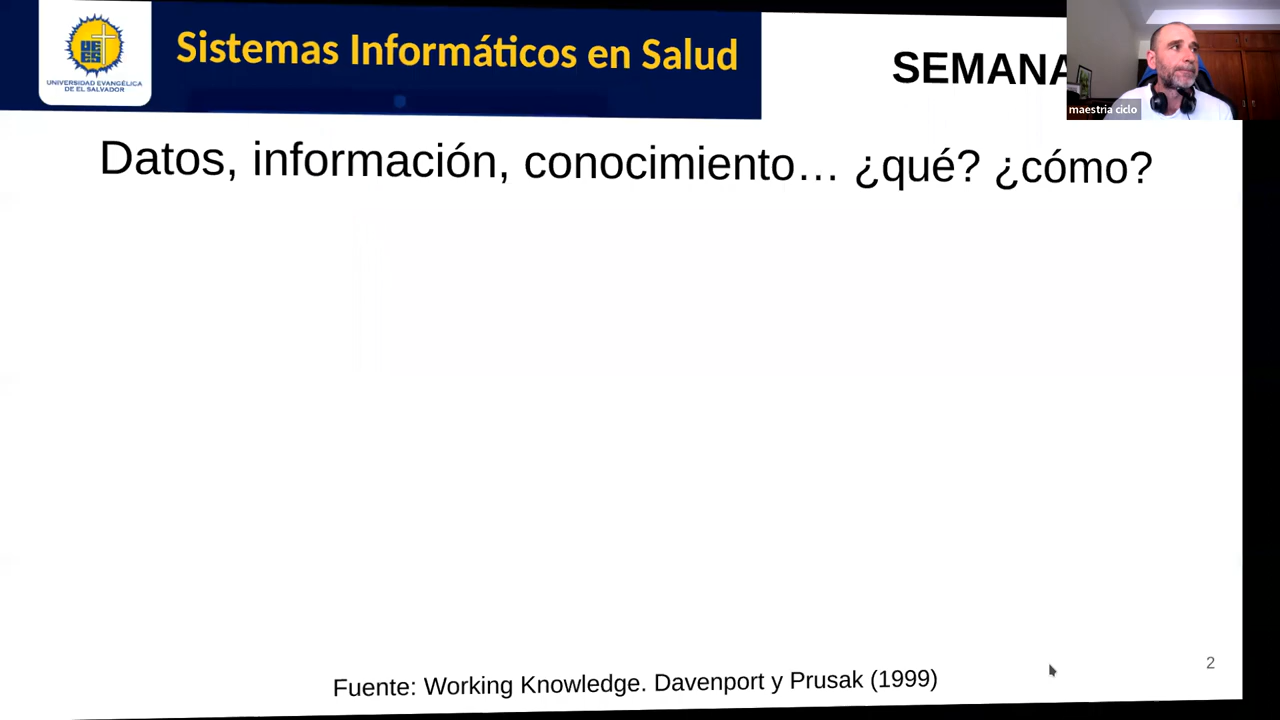 UNIVERSIDAD EVANGÉLICA
DE EL SALVADOR
Sistemas Informáticos en Salud
SEMANA
maestria ciclo
Datos, información, conocimiento… ¿qué? ¿cómo?
2
Fuente: Working Knowledge. Davenport y Prusak (1999)